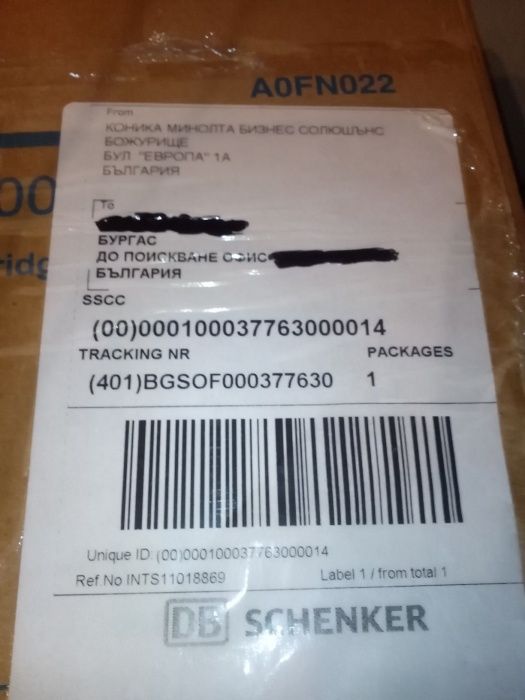 A0FN022
From
КОНИКА МИНОЛТА БИЗНЕС СОЛЮШЪНС
БОЖУРИЩЕ
БУЛ. "ЕВРОПА" 1А
БЪЛГАРИЯ
00
To
БУРГАС
ДО ПОИСКВАНЕ ОФИС
БЪЛГАРИЯ
SSCC
(00)000100037763000014
TRACKING NR PACKAGES
(401)BGSOF000377630 1
Unique ID: (00)000100037763000014
Ref.No INTS11018869 Label 1 / from total 1
DB SCHENKER